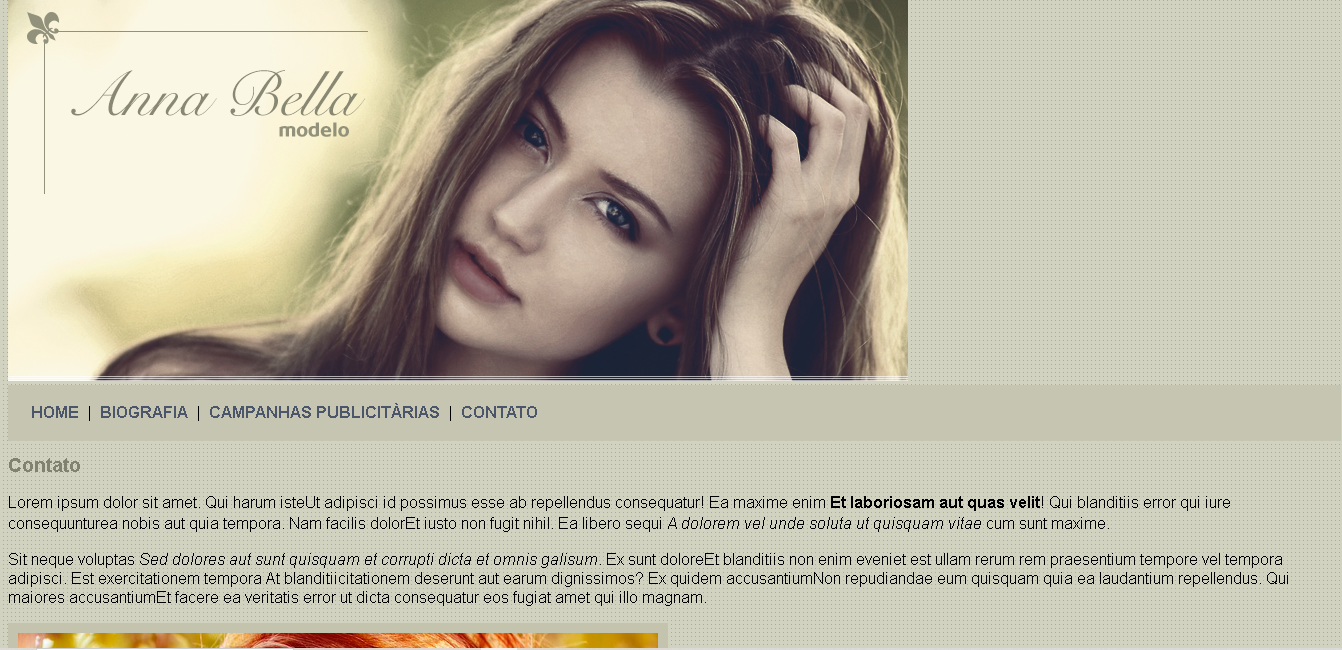 Anna Bella
modelo
HOME | BIOGRAFIA | CAMPANHAS PUBLICITÀRIAS | CONTATO
Contato
Lorem ipsum dolor sit amet. Qui harum isteUt adipisci id possimus esse ab repellendus consequatur! Ea maxime enim Et laboriosam aut quas velit! Qui blanditiis error qui iure
consequunturea nobis aut quia tempora. Nam facilis dolorEt iusto non fugit nihil. Ea libero sequi A dolorem vel unde soluta ut quisquam vitae cum sunt maxime.
Sit neque voluptas Sed dolores aut sunt quisquam et corrupti dicta et omnis galisum. Ex sunt doloreEt blanditiis non enim eveniet est ullam rerum rem praesentium tempore vel tempora
adipisci. Est exercitationem tempora At blanditiicitationem deserunt aut earum dignissimos? Ex quidem accusantiumNon repudiandae eum quisquam quia ea laudantium repellendus. Qui
maiores accusantiumEt facere ea veritatis error ut dicta consequatur eos fugiat amet qui illo magnam.